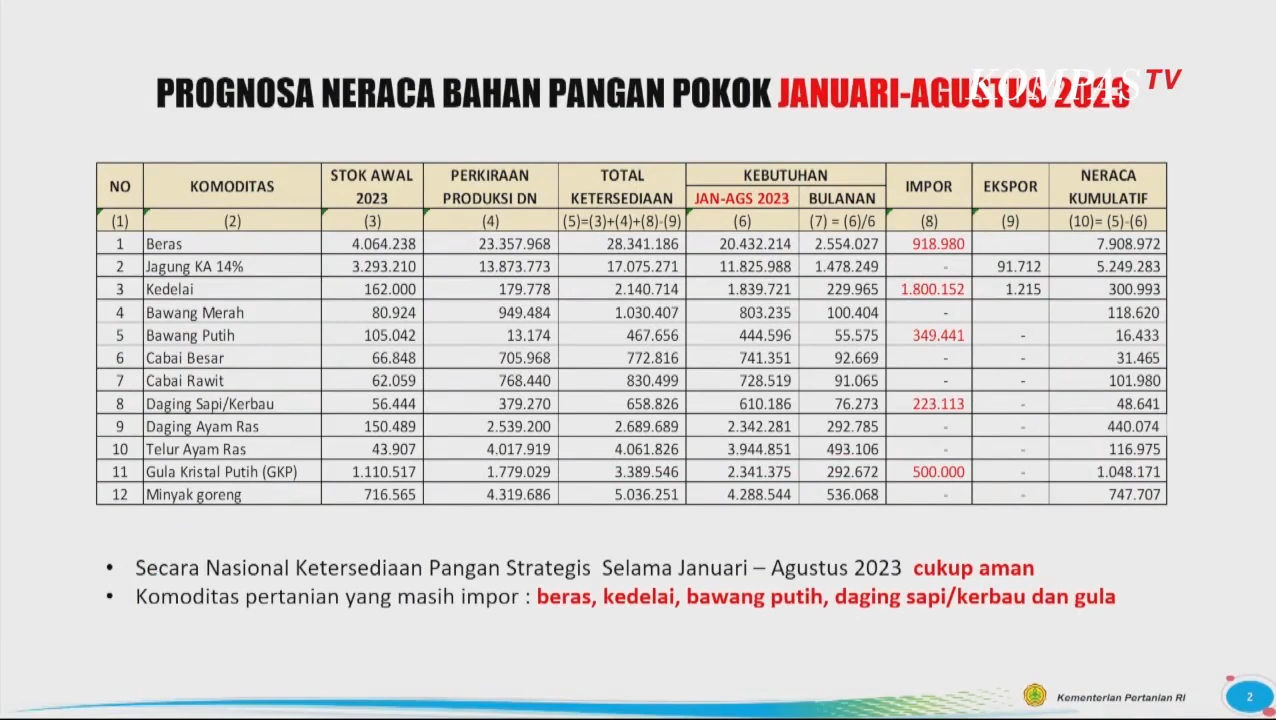 KOMPAS TV
PROGNOSA NERACA BAHAN PANGAN POKOK JANUARI-AGUSTUS 2023
NO KOMODITAS STOK AWAL 2023 PERKIRAAN PRODUKSI DN TOTAL KETERSEDIAAN KEBUTUHAN JAN-AGS 2023 BULANAN IMPOR EKSPOR NERACA KUMULATIF
(1) (2) (3) (4) (5)=(3)+(4)+(8)-(9) (6) (7) = (6)/6 (8) (9) (10)= (5)-(6)
1 Beras 4.064.238 23.357.968 28.341.186 20.432.214 2.554.027 918.980 7.908.972
2 Jagung KA 14% 3.293.210 13.873.773 17.075.271 11.825.988 1.478.249 - 91.712 5.249.283
3 Kedelai 162.000 179.778 2.140.714 1.839.721 229.965 1.800.152 1.215 300.993
4 Bawang Merah 80.924 949.484 1.030.407 803.235 100.404 - 118.620
5 Bawang Putih 105.042 13.174 467.656 444.596 55.575 349.441 - 16.433
6 Cabai Besar 66.848 705.968 772.816 741.351 92.669 - - 31.465
7 Cabai Rawit 62.059 768.440 830.499 728.519 91.065 - - 101.980
8 Daging Sapi/Kerbau 56.444 379.270 658.826 610.186 76.273 223.113 - 48.641
9 Daging Ayam Ras 150.489 2.539.200 2.689.689 2.342.281 292.785 - - 440.074
10 Telur Ayam Ras 43.907 4.017.919 4.061.826 3.944.851 493.106 - - 116.975
11 Gula Kristal Putih (GKP) 1.110.517 1.779.029 3.389.546 2.341.375 292.672 500.000 - 1.048.171
12 Minyak goreng 716.565 4.319.686 5.036.251 4.288.544 536.068 - - 747.707
• Secara Nasional Ketersediaan Pangan Strategis Selama Januari – Agustus 2023 cukup aman
• Komoditas pertanian yang masih impor : beras, kedelai, bawang putih, daging sapi/kerbau dan gula
Kementerian Pertanian RI
2